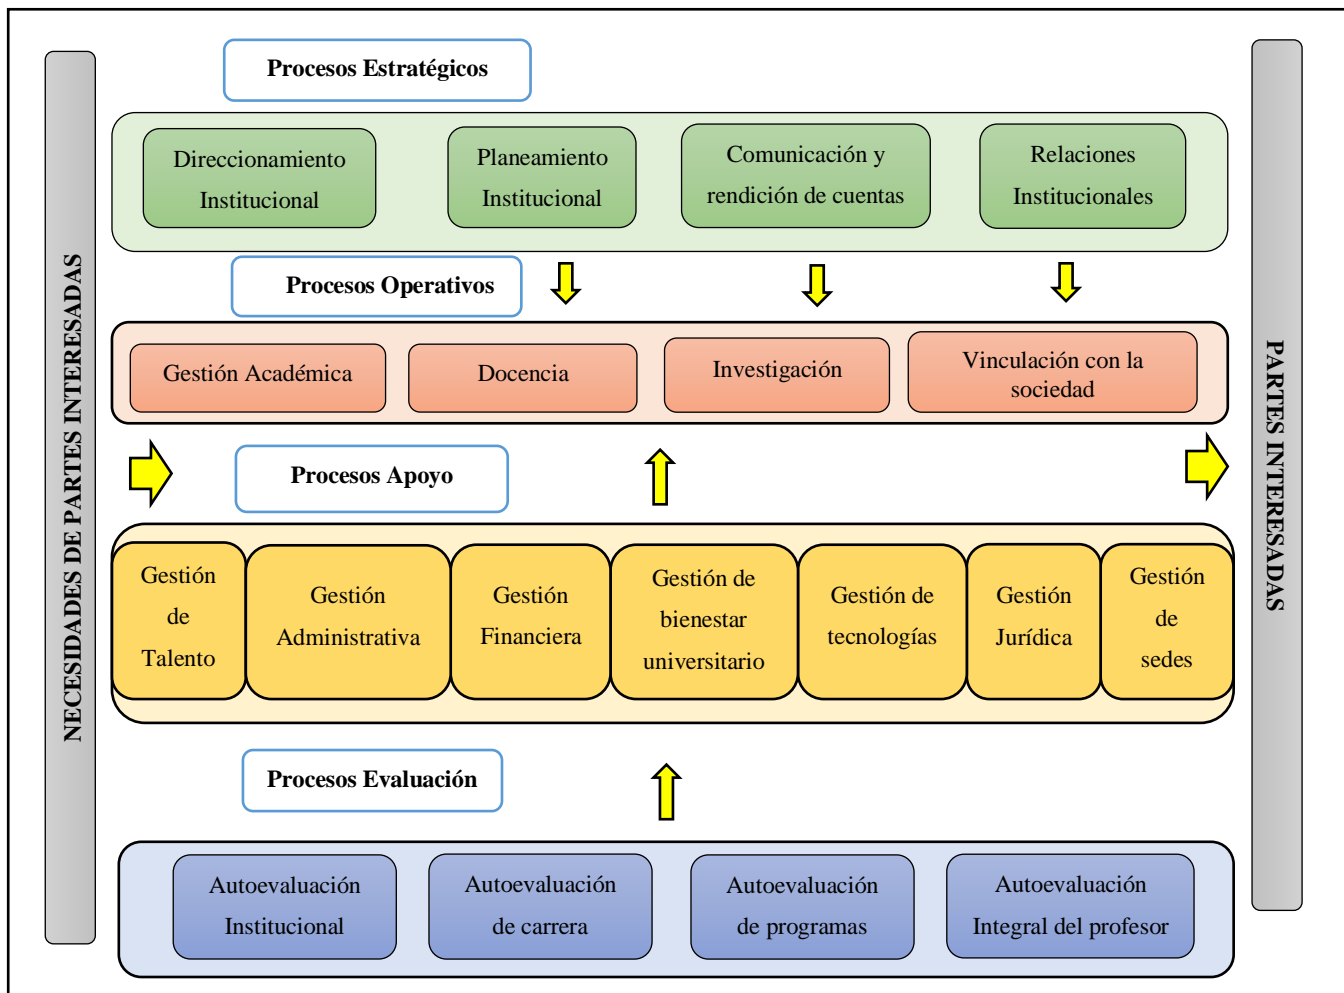 NECESIDADES DE PARTES INTERESADAS
Procesos Estratégicos
Direccionamiento
Institucional
Planeamiento
Institucional
Comunicación y
rendición de cuentas
Relaciones
Institucionales
Procesos Operativos
Gestión Académica
Docencia
Investigación
Vinculación con la
sociedad
Procesos Apoyo
Gestión
de
Talento
Gestión
Administrativa
Gestión
Financiera
Gestión de
bienestar
universitario
Gestión de
tecnologías
Gestión
Jurídica
Gestión
de
sedes
Procesos Evaluación
Autoevaluación
Institucional
Autoevaluación
de carrera
Autoevaluación
de programas
Autoevaluación
Integral del profesor
PARTES INTERESADAS